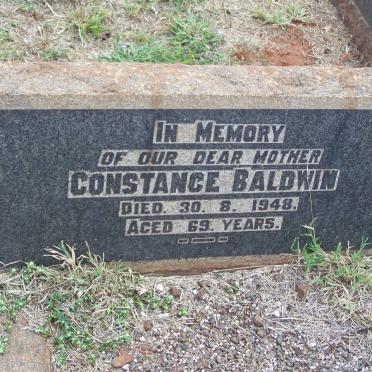 IN MEMORY
OF OUR DEAR MOTHER
CONSTANCE BALDWIN
DIED. 30. 8. 1948.
AGED 69. YEARS.